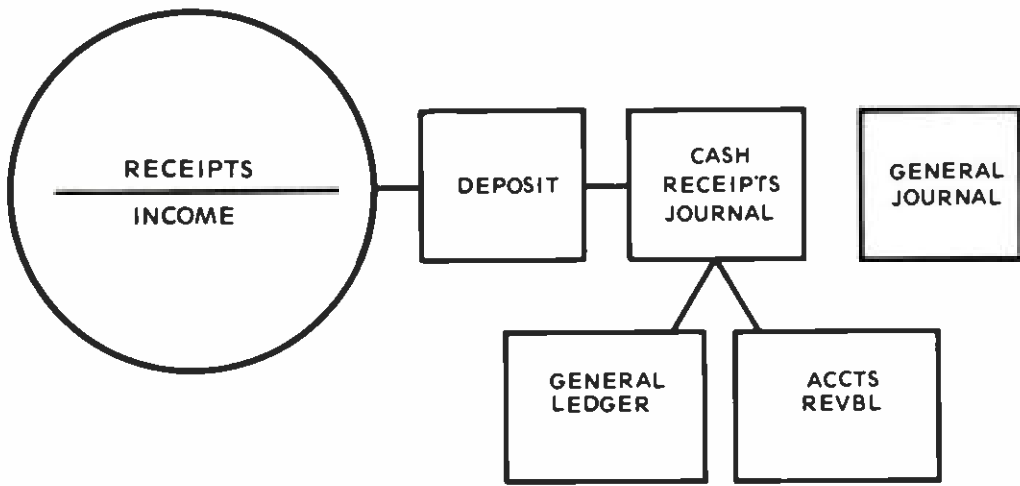 RECEIPTS
INCOME
DEPOSIT
CASH
RECEIPTS
JOURNAL
GENERAL
JOURNAL
GENERAL
LEDGER
ACCTS
REVBL